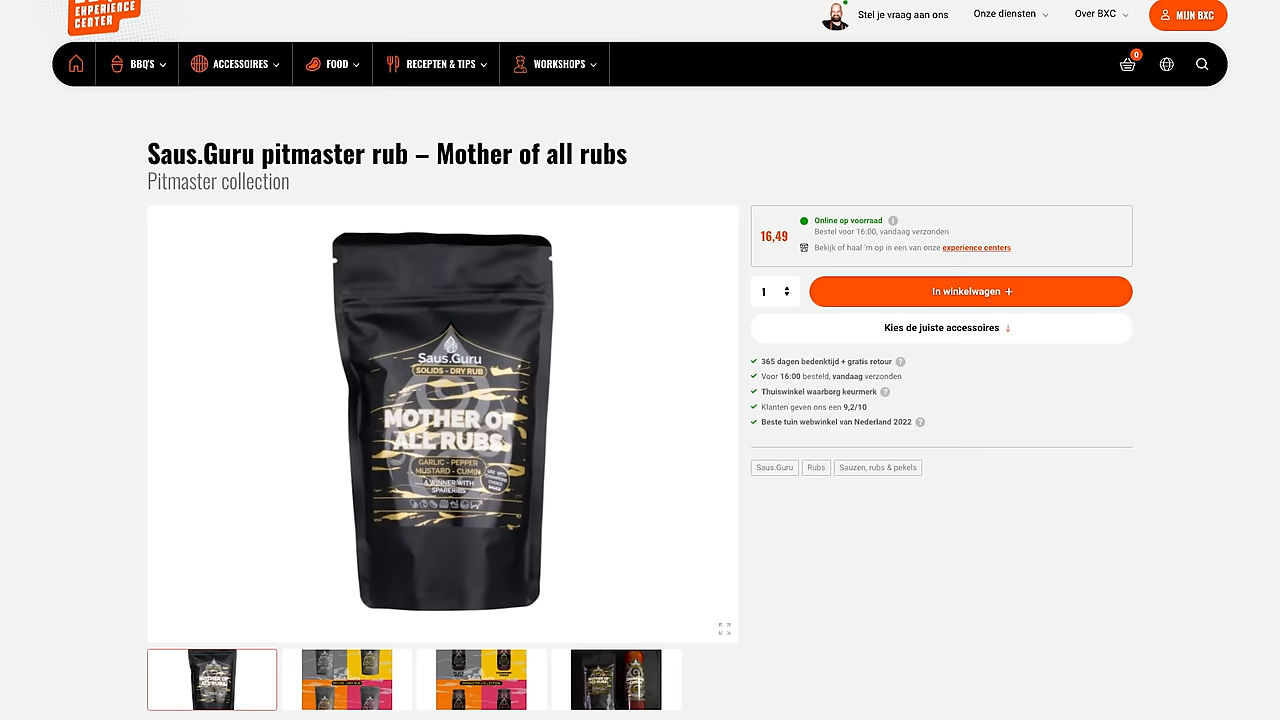 EXPERIENCE
CENTER
Stel je vraag aan ons
Onze diensten
Over BXC
MIJN BXC
BBQ'S
ACCESSOIRES
FOOD
RECEPTEN & TIPS
WORKSHOPS
0
Saus.Guru pitmaster rub – Mother of all rubs
Pitmaster collection
Saus.Guru
SOLIDS - DRY RUB
MOTHER OF
ALL RUBS
GARLIC - PEPPER
MUSTARD - CUMIN
A WINNER WITH
SPARERIBS
16,49
Online op voorraad
Bestel voor 16:00, vandaag verzonden
Bekijk of haal 'm op in een van onze experience centers
1
In winkelwagen +
Kies de juiste accessoires ↓
365 dagen bedenktijd + gratis retour ?
Voor 16:00 besteld, vandaag verzonden
Thuiswinkel waarborg keurmerk ?
Klanten geven ons een 9,2/10
Beste tuin webwinkel van Nederland 2022 ?
Saus.Guru
Rubs
Sauzen, rubs & pekels